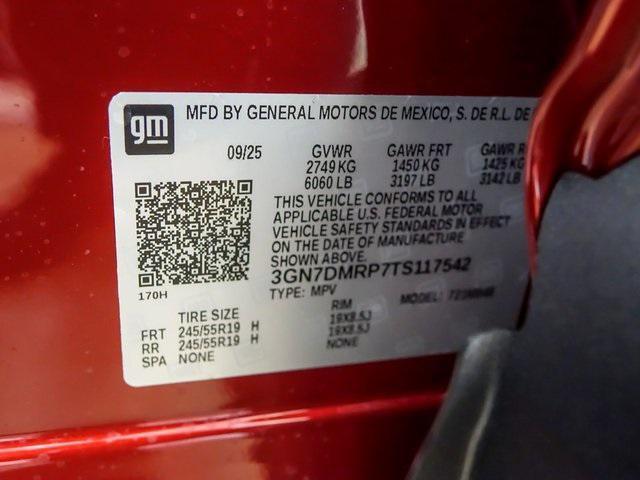 gm
MFD BY GENERAL MOTORS DE MEXICO, S. DE R.L. DE
09/25 GVWR GAWR FRT GAWR
2749 KG 1450 KG 1425 KG
6060 LB 3197 LB 3142 LB
THIS VEHICLE CONFORMS TO ALL
APPLICABLE U.S. FEDERAL MOTOR
VEHICLE SAFETY STANDARDS IN EFFECT
ON THE DATE OF MANUFACTURE
SHOWN ABOVE.
3GN7DMRP7TS117542
170H
TYPE: MPV MODEL:
TIRE SIZE RIM
FRT 245/55R19 H 19X8.5J
RR 245/55R19 H 19X8.5J
SPA NONE NONE